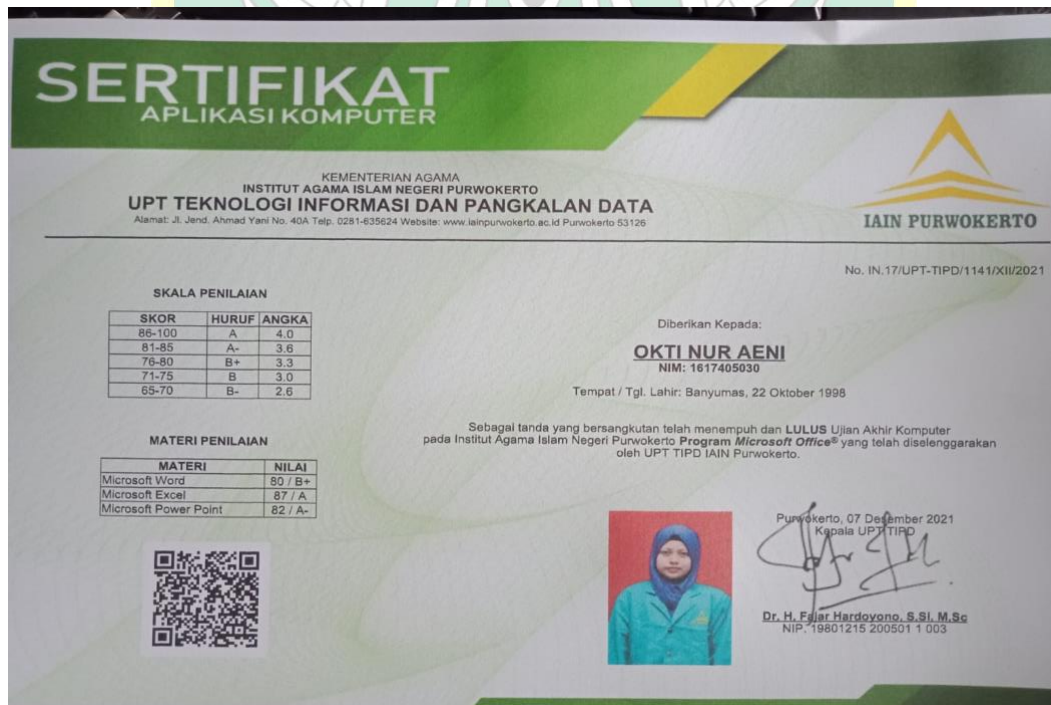 SERTIFIKAT
APLIKASI KOMPUTER
KEMENTERIAN AGAMA
INSTITUT AGAMA ISLAM NEGERI PURWOKERTO
UPT TEKNOLOGI INFORMASI DAN PANGKALAN DATA
Alamat: Jl. Jend. Ahmad Yani No. 40A Telp. 0281-635624 Website: www.iainpurwokerto.ac.id Purwokerto 53126
IAIN PURWOKERTO
No. IN.17/UPT-TIPD/1141/XII/2021
SKALA PENILAIAN
SKOR HURUF ANGKA
86-100 A 4.0
81-85 A- 3.6
76-80 B+ 3.3
71-75 B 3.0
65-70 B- 2.6
MATERI PENILAIAN
MATERI NILAI
Microsoft Word 80 / B+
Microsoft Excel 87 / A
Microsoft Power Point 82 / A-
Diberikan Kepada:
OKTI NUR AENI
NIM: 1617405030
Tempat / Tgl. Lahir: Banyumas, 22 Oktober 1998
Sebagai tanda yang bersangkutan telah menempuh dan LULUS Ujian Akhir Komputer
pada Institut Agama Islam Negeri Purwokerto Program Microsoft Office® yang telah diselenggarakan
oleh UPT TIPD IAIN Purwokerto.
Purwokerto, 07 Desember 2021
Kepala UPT TIPD
Dr. H. Fajar Hardoyono, S.Si, M.Sc
NIP. 19801215 200501 1 003